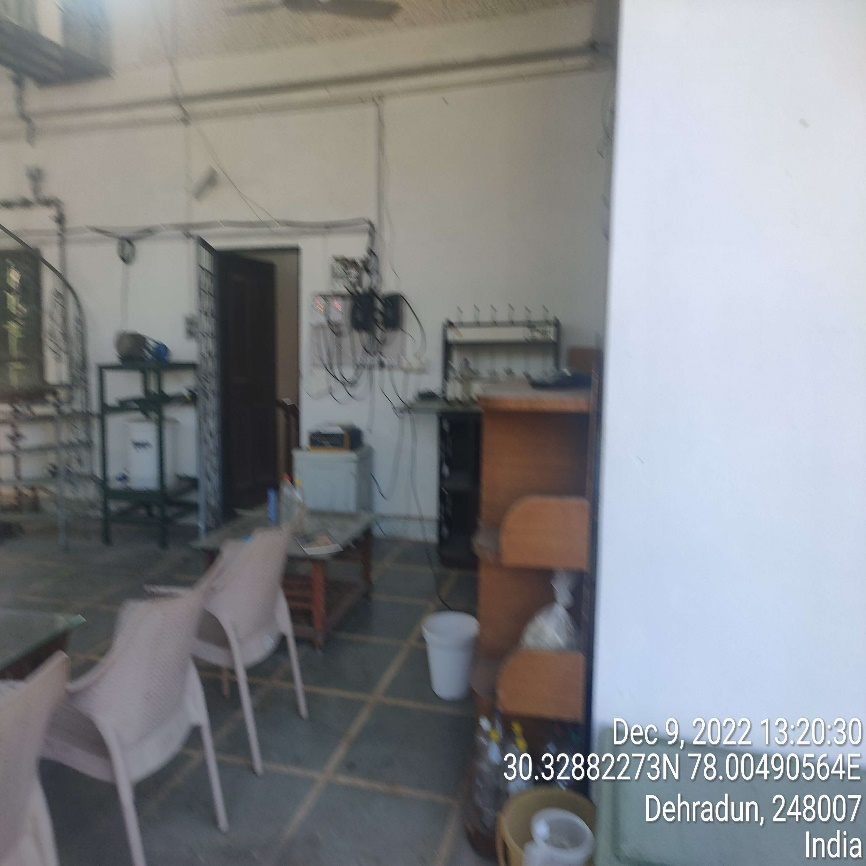 Dec 9, 2022 13:20:30
30.32882273N 78.00490564E
Dehradun, 248007
India